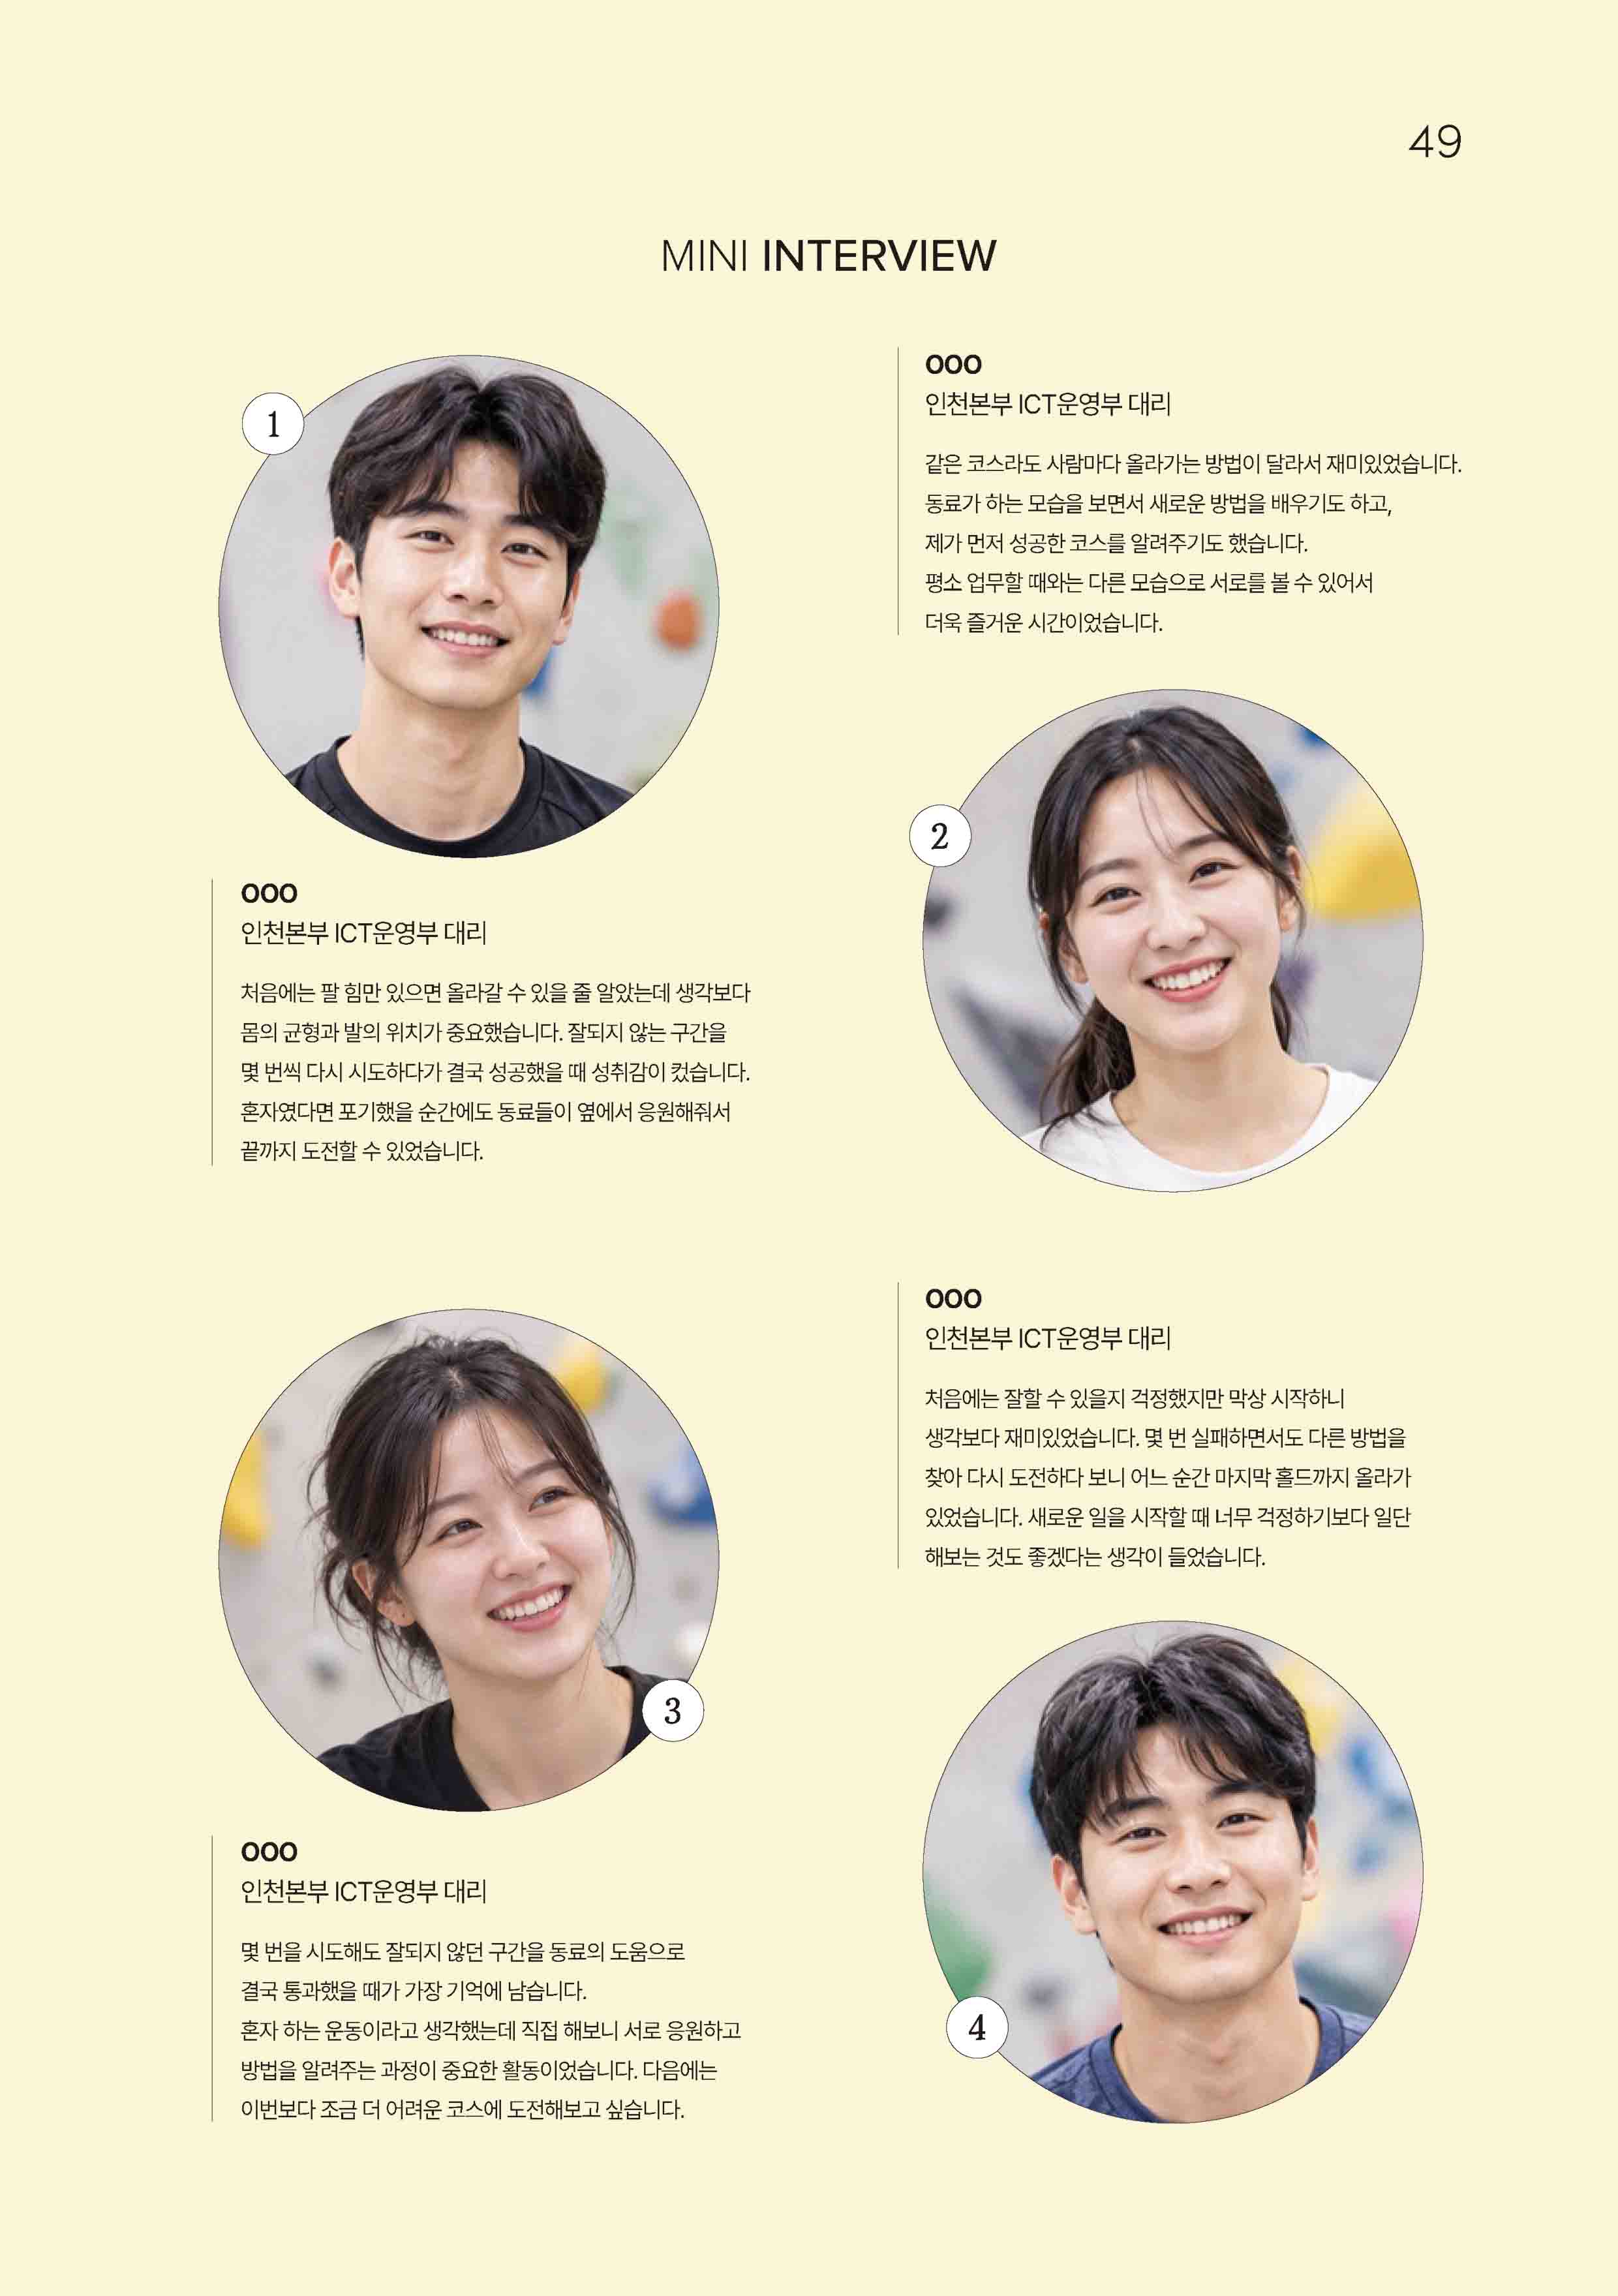 49
MINI INTERVIEW
1
OOO
인천본부 ICT운영부 대리
처음에는 팔 힘만 있으면 올라갈 수 있을 줄 알았는데 생각보다
몸의 균형과 발의 위치가 중요했습니다. 잘되지 않는 구간을
몇 번씩 다시 시도하다가 결국 성공했을 때 성취감이 컸습니다.
혼자였다면 포기했을 순간에도 동료들이 옆에서 응원해줘서
끝까지 도전할 수 있었습니다.
OOO
인천본부 ICT운영부 대리
같은 코스라도 사람마다 올라가는 방법이 달라서 재미있었습니다.
동료가 하는 모습을 보면서 새로운 방법을 배우기도 하고,
제가 먼저 성공한 코스를 알려주기도 했습니다.
평소 업무할 때와는 다른 모습으로 서로를 볼 수 있어서
더욱 즐거운 시간이었습니다.
2
3
OOO
인천본부 ICT운영부 대리
몇 번을 시도해도 잘되지 않던 구간을 동료의 도움으로
결국 통과했을 때가 가장 기억에 남습니다.
혼자 하는 운동이라고 생각했는데 직접 해보니 서로 응원하고
방법을 알려주는 과정이 중요한 활동이었습니다. 다음에는
이번보다 조금 더 어려운 코스에 도전해보고 싶습니다.
OOO
인천본부 ICT운영부 대리
처음에는 잘할 수 있을지 걱정했지만 막상 시작하니
생각보다 재미있었습니다. 몇 번 실패하면서도 다른 방법을
찾아 다시 도전하다 보니 어느 순간 마지막 홀드까지 올라가
있었습니다. 새로운 일을 시작할 때 너무 걱정하기보다 일단
해보는 것도 좋겠다는 생각이 들었습니다.
4